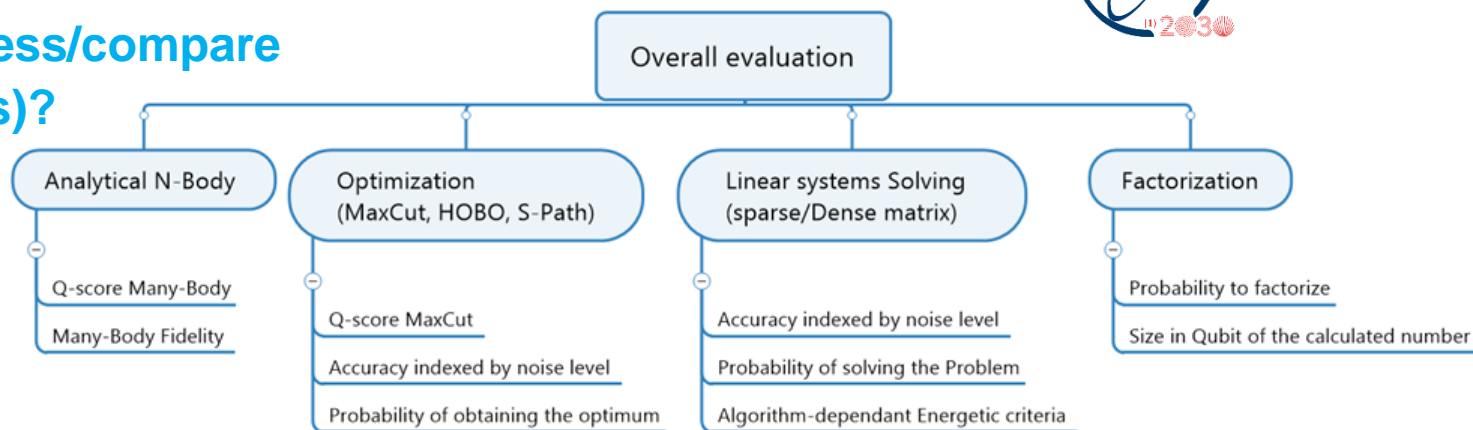 ess/compare
s)?
(1) 2030
Overall evaluation
Analytical N-Body
Q-score Many-Body
Many-Body Fidelity
Optimization
(MaxCut, HOBO, S-Path)
Q-score MaxCut
Accuracy indexed by noise level
Probability of obtaining the optimum
Linear systems Solving
(sparse/Dense matrix)
Accuracy indexed by noise level
Probability of solving the Problem
Algorithm-dependant Energetic criteria
Factorization
Probability to factorize
Size in Qubit of the calculated number